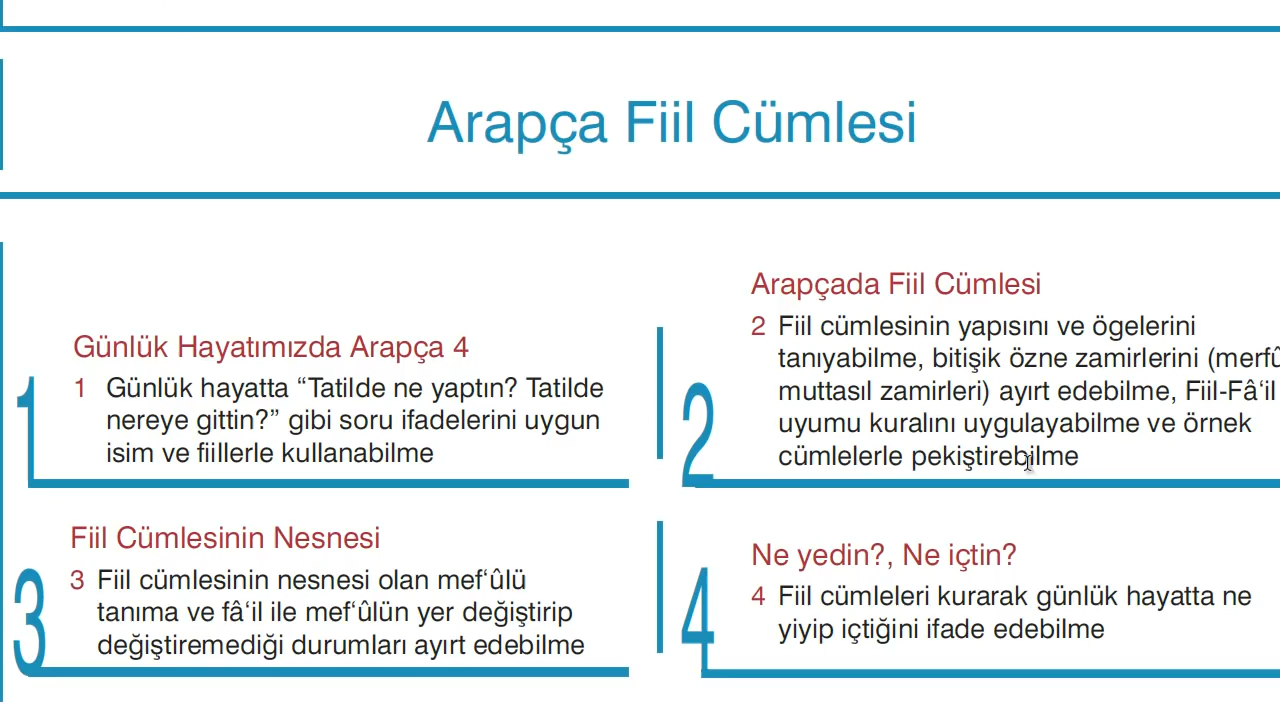 Arapça Fiil Cümlesi
Günlük Hayatımızda Arapça 4
1 Günlük hayatta “Tatilde ne yaptın? Tatilde
nereye gittin?” gibi soru ifadelerini uygun
isim ve fiillerle kullanabilme
1
Arapçada Fiil Cümlesi
2 Fiil cümlesinin yapısını ve ögelerini
tanıyabilme, bitişik özne zamirlerini
muttasıl zamirleri) ayırt edebilme, Fiil-Fâ‘il
uyumu kuralını uygulayabilme ve örnek
cümlelerle pekiştirebilme
2
Fiil Cümlesinin Nesnesi
3 Fiil cümlesinin nesnesi olan mef‘ûlü
tanıma ve fâ‘il ile mef‘ûlün yer değiştirip
değiştiremediği durumları ayırt edebilme
3
Ne yedin?, Ne içtin?
4 Fiil cümleleri kurarak günlük hayatta ne
yiyip içtiğini ifade edebilme
4